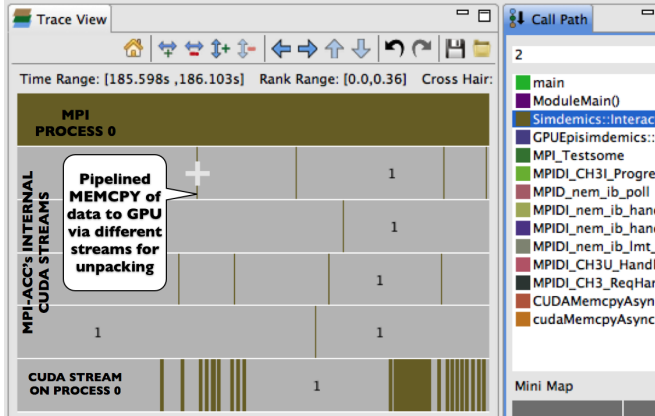 Trace View
Time Range: [185.598s ,186.103s] Rank Range: [0.0,0.36] Cross Hair:
MPI
PROCESS 0
MPI-ACC's INTERNAL
CUDA STREAMS
Pipelined
MEMCPY of
data to GPU
via different
streams for
unpacking
1
1
1
1
1
CUDA STREAM
ON PROCESS 0
1
Call Path
2
main
ModuleMain()
Simdemics::Interac
GPUEpisimdemics::
MPI_Testsome
MPIDI_CH3I_Progre
MPID_nem_ib_poll
MPIDI_nem_ib_hand
MPIDI_nem_ib_hand
MPIDI_nem_ib_lmt_
MPIDI_CH3U_Handl
MPIDI_CH3_ReqHan
CUDAMemcpyAsyn
cudaMemcpyAsync
Mini Map